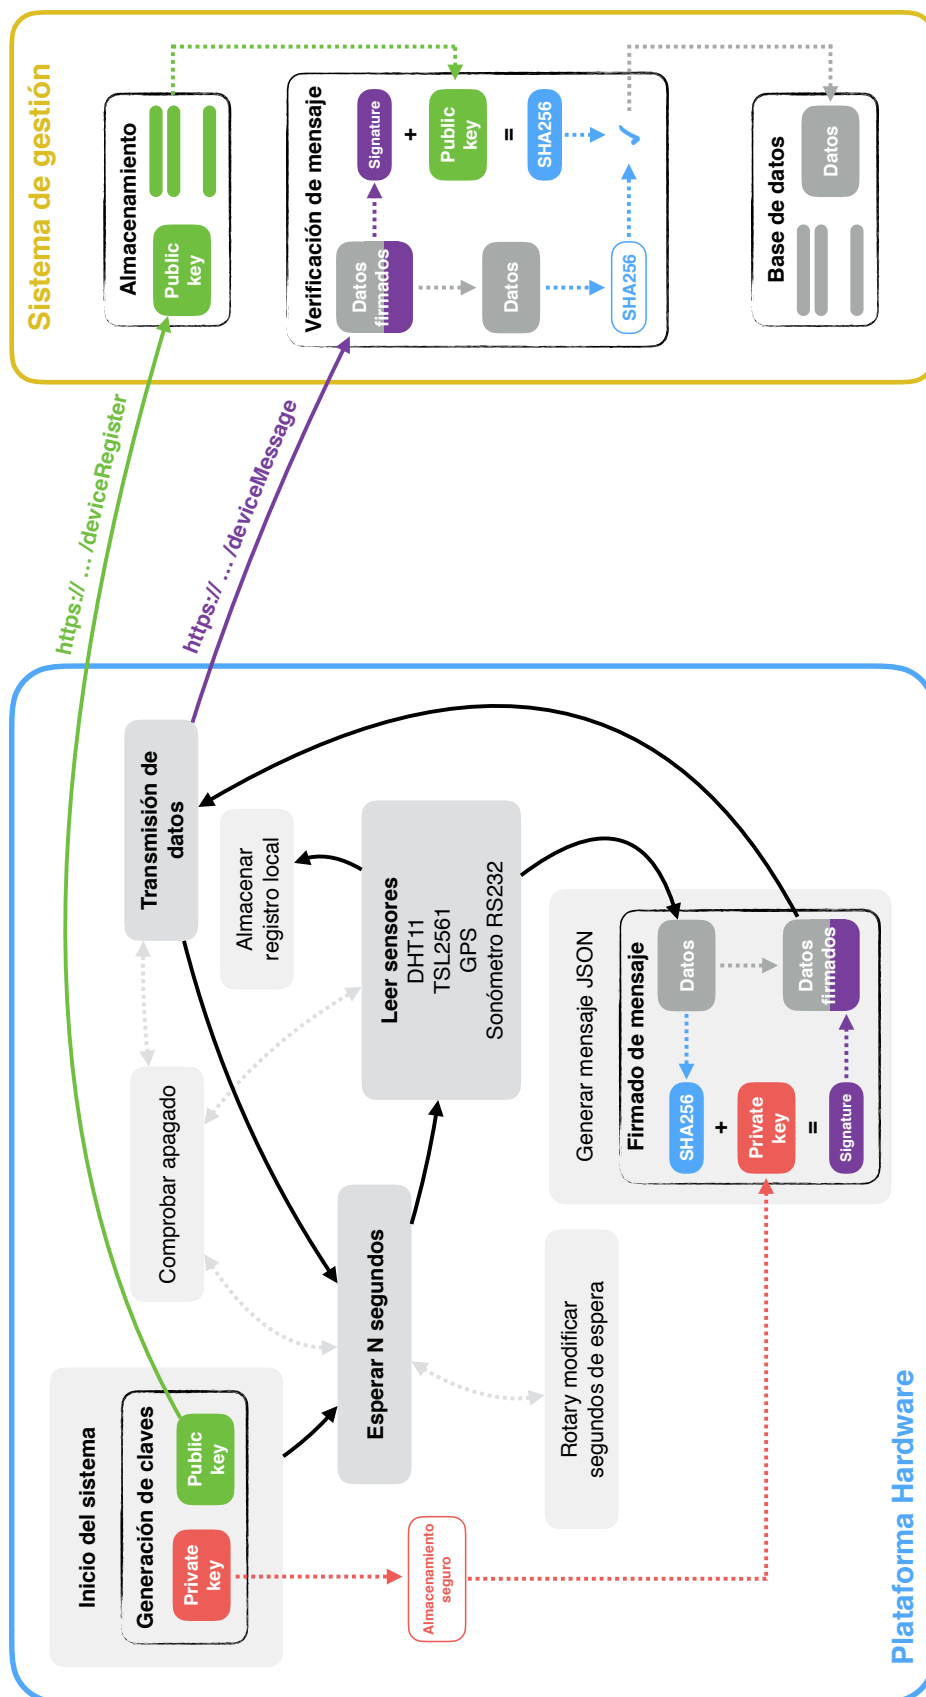 Inicio del sistema
Generación de claves
Private
key
Public
key
Almacenamiento
seguro
Comprobar apagado
Esperar N segundos
Rotary modificar
segundos de espera
Transmisión de
datos
Almacenar
registro local
Leer sensores
DHT11
TSL2561
GPS
Sonómetro RS232
Generar mensaje JSON
Firmado de mensaje
SHA256
+
Private
key
=
Signature
Datos
Datos
firmados
Plataforma Hardware
https:// ... /deviceRegister
https:// ... /deviceMessage
Sistema de gestión
Almacenamiento
Public
key
Verificación de mensaje
Datos
firmados
Signature
+
Public
key
=
SHA256
Datos
SHA256
Base de datos
Datos